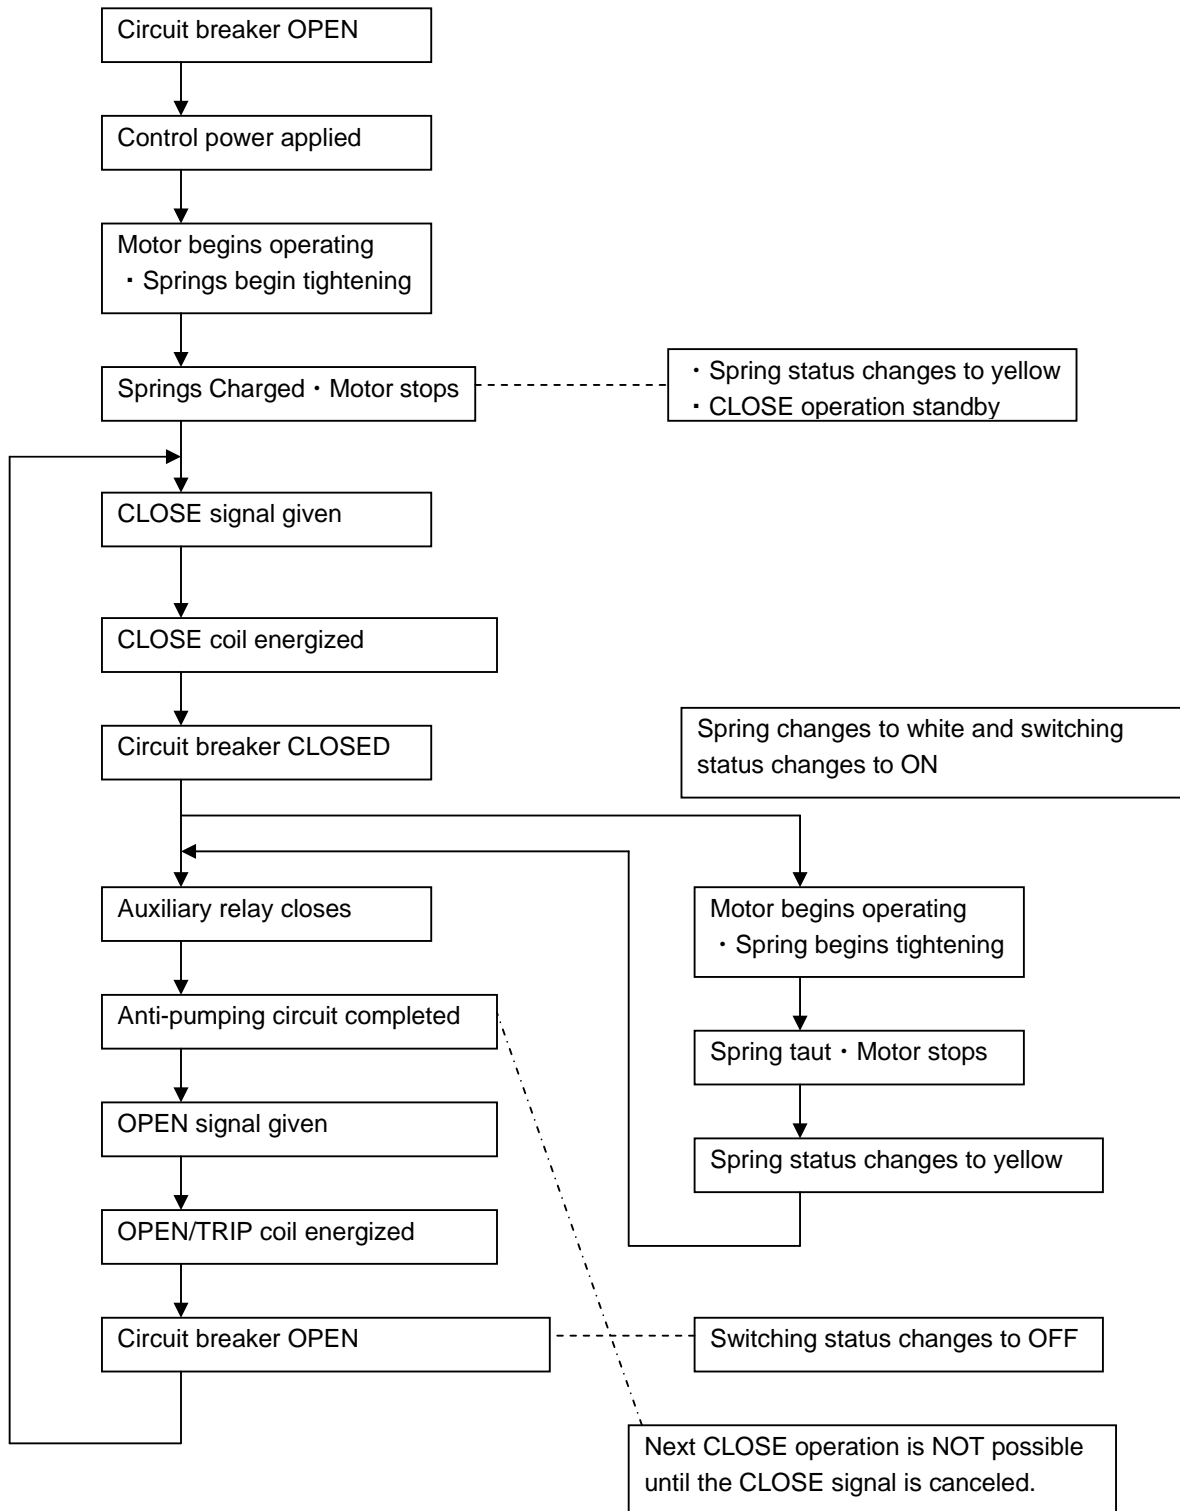 Circuit breaker OPEN
Control power applied
Motor begins operating
・Springs begin tightening
Springs Charged・Motor stops
・Spring status changes to yellow
・CLOSE operation standby
CLOSE signal given
CLOSE coil energized
Circuit breaker CLOSED
Spring changes to white and switching
status changes to ON
Auxiliary relay closes
Motor begins operating
・Spring begins tightening
Anti-pumping circuit completed
Spring taut・Motor stops
OPEN signal given
Spring status changes to yellow
OPEN/TRIP coil energized
Circuit breaker OPEN
Switching status changes to OFF
Next CLOSE operation is NOT possible
until the CLOSE signal is canceled.